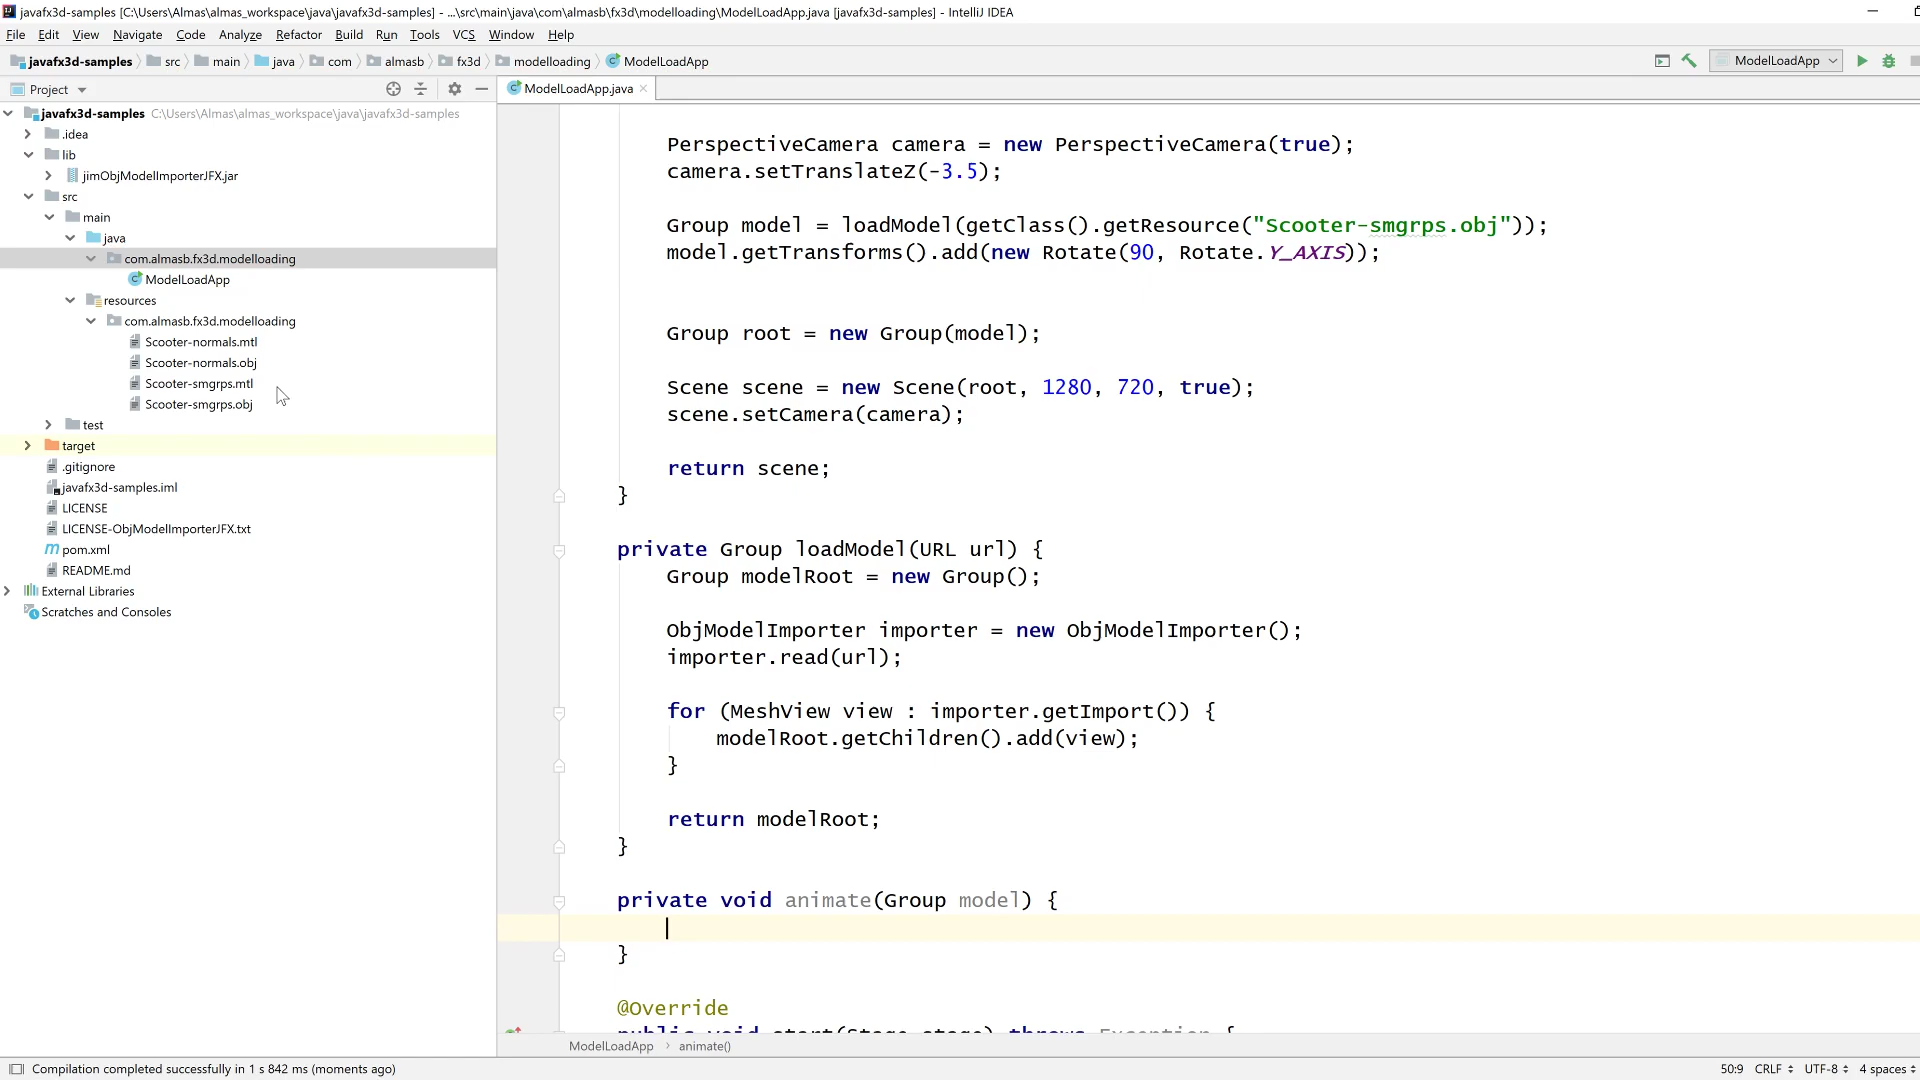 javafx3d-samples [C:\Users\Almas\almas_workspace\java\javafx3d-samples] - ...\src\main\java\com\almasb\fx3d\modelloading\ModelLoadApp.java [javafx3d-samples] - IntelliJ IDEA
File Edit View Navigate Code Analyze Refactor Build Run Tools VCS Window Help
javafx3d-samples src main java com almasb fx3d modelloading ModelLoadApp ModelLoadApp
Project ModelLoadApp.java
javafx3d-samples C:\Users\Almas\almas_workspace\java\javafx3d-samples
.idea
lib
jimObjModelImporterJFX.jar
src
main
java
com.almasb.fx3d.modelloading
ModelLoadApp
resources
com.almasb.fx3d.modelloading
Scooter-normals.mtl
Scooter-normals.obj
Scooter-smgrps.mtl
Scooter-smgrps.obj
test
target
.gitignore
javafx3d-samples.iml
LICENSE
LICENSE-ObjModelImporterJFX.txt
pom.xml
README.md
External Libraries
Scratches and Consoles
PerspectiveCamera camera = new PerspectiveCamera(true);
camera.setTranslateZ(-3.5);
Group model = loadModel(getClass().getResource("Scooter-smgrps.obj"));
model.getTransforms().add(new Rotate(90, Rotate.Y_AXIS));
Group root = new Group(model);
Scene scene = new Scene(root, 1280, 720, true);
scene.setCamera(camera);
return scene;
}
private Group loadModel(URL url) {
Group modelRoot = new Group();
ObjModelImporter importer = new ObjModelImporter();
importer.read(url);
for (MeshView view : importer.getImport()) {
modelRoot.getChildren().add(view);
}
return modelRoot;
}
private void animate(Group model) {
}
@Override
public void start(Stage stage) throws Exception {
ModelLoadApp animate()
Compilation completed successfully in 1 s 842 ms (moments ago) 50:9 CRLF UTF-8 4 spaces